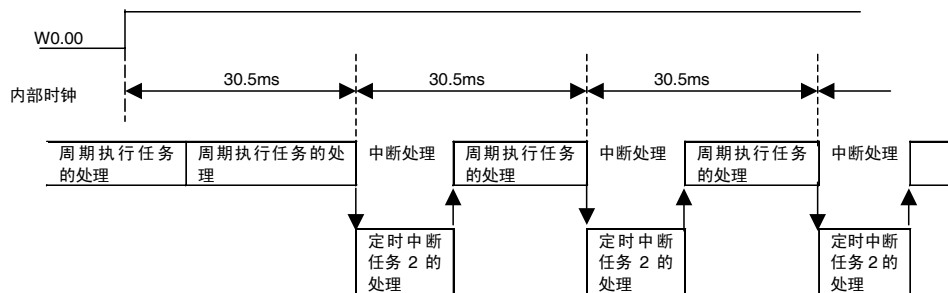 W0.00
30.5ms
30.5ms
30.5ms
内部时钟
周期执行任务
的处理
周期执行任务的处
理
中断处理
周期执行任务
的处理
中断处理
周期执行任务
的处理
中断处理
定时中断
任务 2 的
处理
定时中断
任务 2 的
处理
定时中断
任务2的
处理